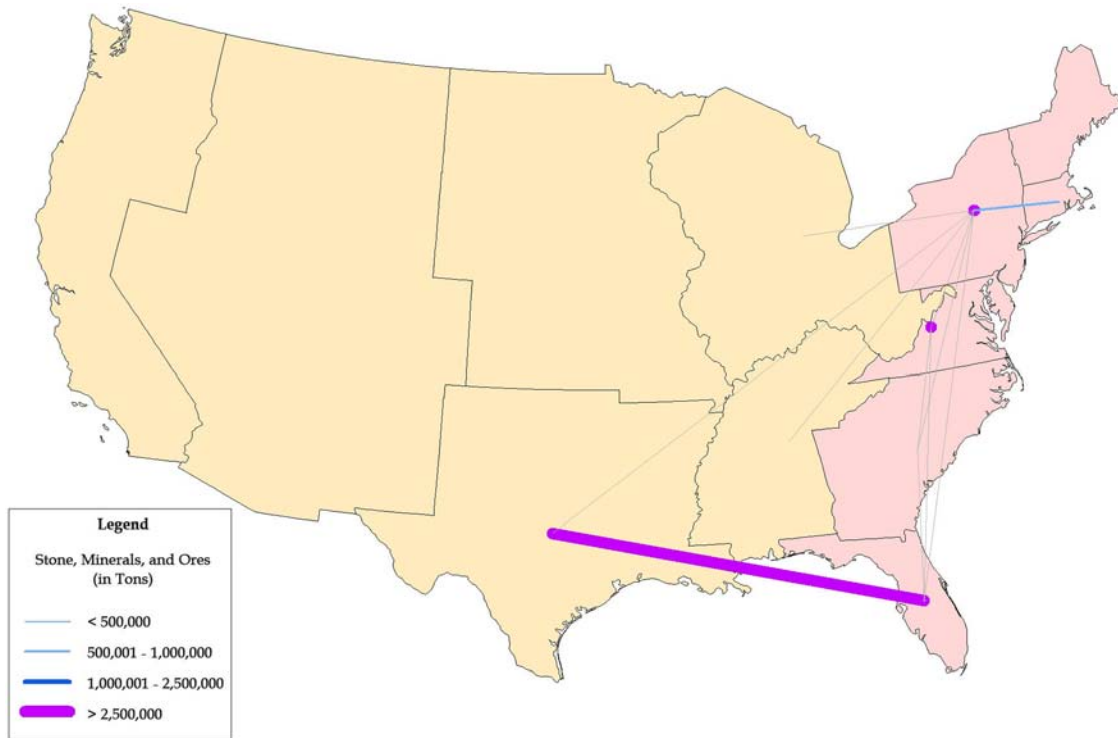 Legend
Stone, Minerals, and Ores
(in Tons)
< 500,000
500,001 - 1,000,000
1,000,001 - 2,500,000
> 2,500,000